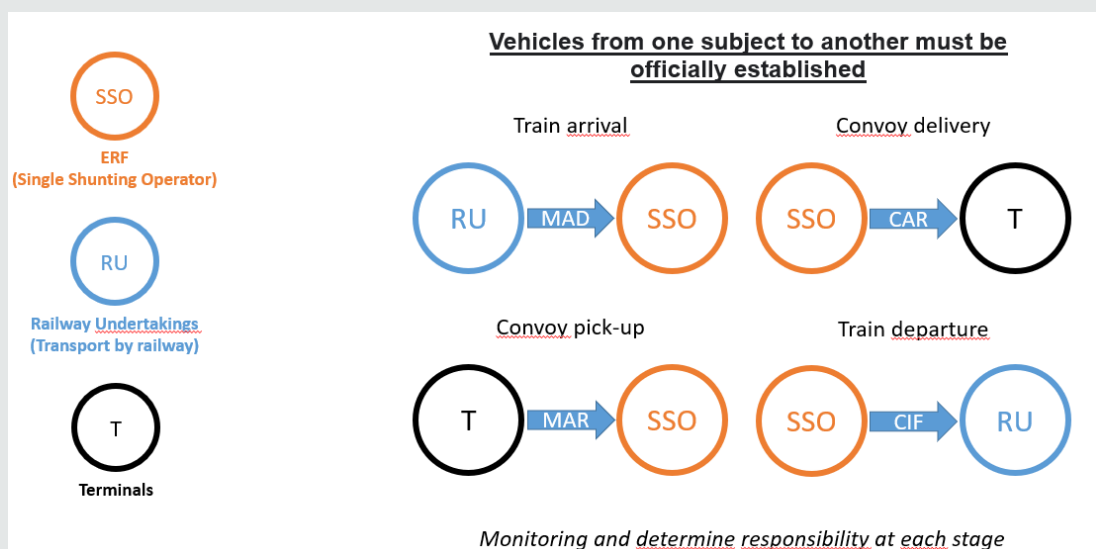 SSO
ERF
(Single Shunting Operator)
RU
Railway Undertakings
(Transport by railway)
T
Terminals
Vehicles from one subject to another must be
officially established
Train arrival
RU MAD SSO
Convoy delivery
SSO CAR T
Convoy pick-up
T MAR SSO
Train departure
SSO CIF RU
Monitoring and determine responsibility at each stage